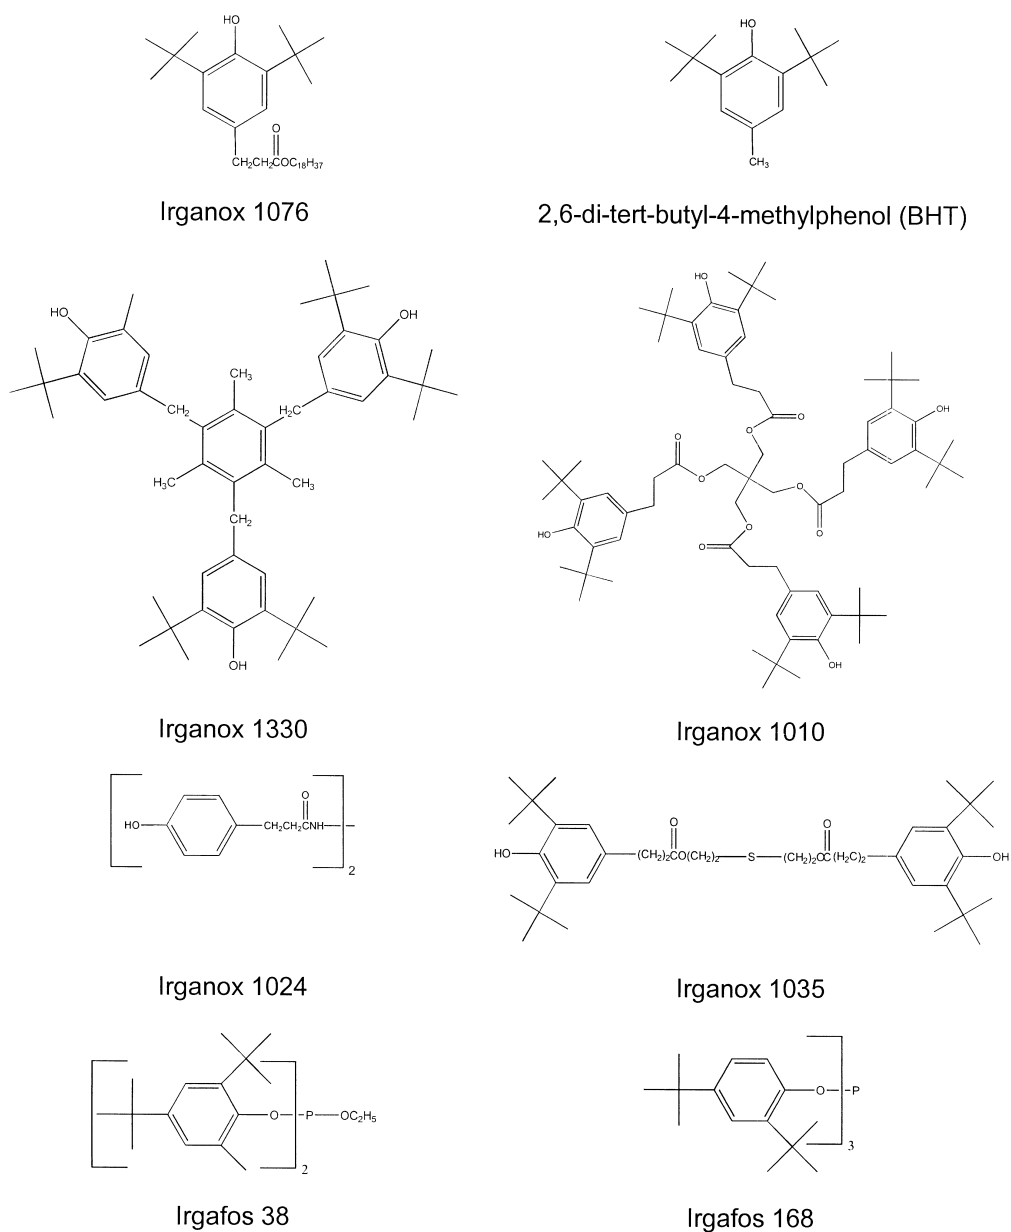 HO
HO
O
CH2CH2COC18H37
CH3
Irganox 1076
2,6-di-tert-butyl-4-methylphenol (BHT)
HO
OH
CH3
CH2
H2C
H3C
CH3
CH2
OH
HO
O
O
OH
O
O
O
O
O
O
HO
OH
Irganox 1330
Irganox 1010
O
HO
CH2CH2CNH
2
O
O
HO
(CH2)2CO(CH2)2
S
(CH2)2OC(H2C)2
OH
Irganox 1024
Irganox 1035
O
P
OC2H5
2
O
P
3
Irgafos 38
Irgafos 168